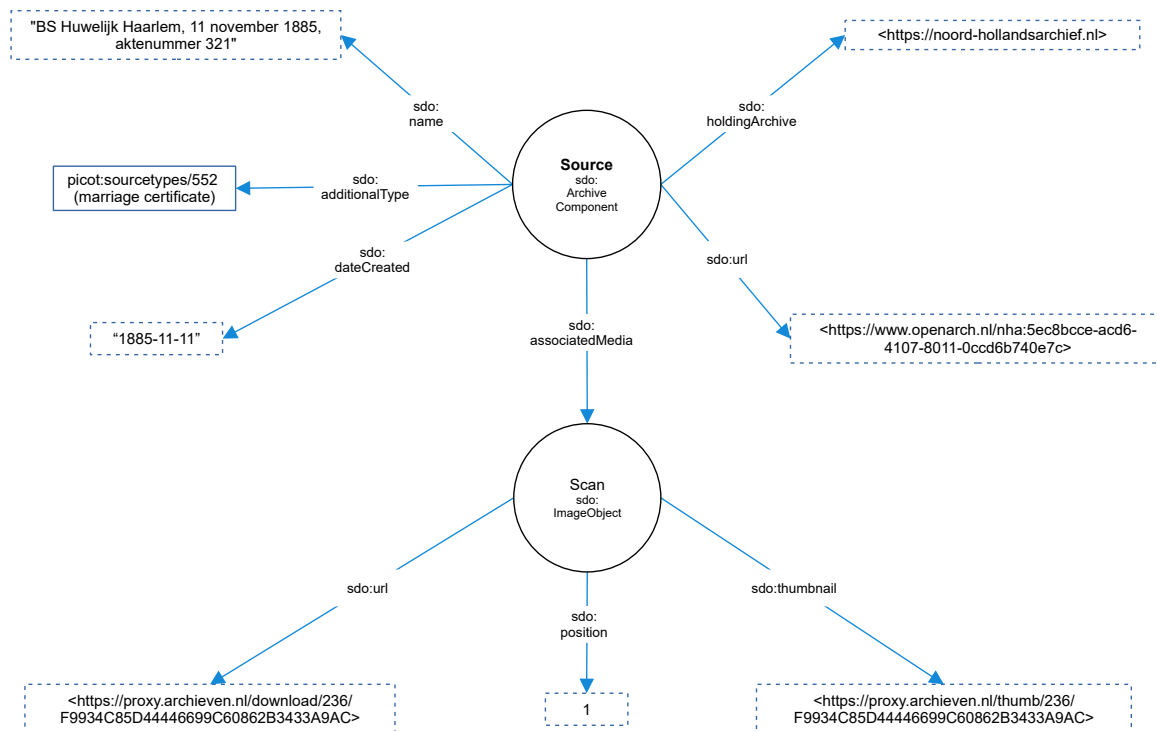 "BS Huwelijk Haarlem, 11 november 1885,
aktenummer 321"
<https://noord-hollandsarchief.nl>
sdo:
name
sdo:
holdingArchive
Source
sdo:
Archive
Component
picot:sourcetypes/552
(marriage certificate)
sdo:
additionalType
sdo:
dateCreated
sdo:url
“1885-11-11”
sdo:
associatedMedia
<https://www.openarch.nl/nha:5ec8bcce-acd6-
4107-8011-0ccd6b740e7c>
Scan
sdo:
ImageObject
sdo:url
sdo:thumbnail
sdo:
position
<https://proxy.archieven.nl/download/236/
F9934C85D44446699C60862B3433A9AC>
1
<https://proxy.archieven.nl/thumb/236/
F9934C85D44446699C60862B3433A9AC>